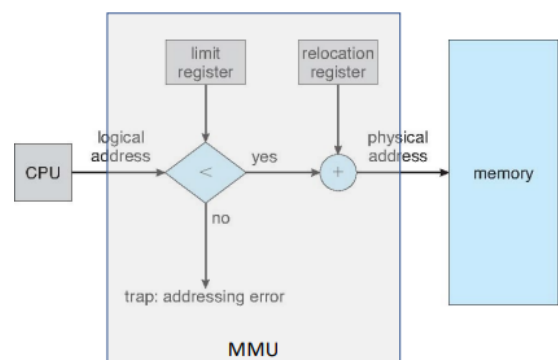 limit
register
relocation
register
logical
address
physical
address
CPU
<
yes
+
memory
no
trap: addressing error
MMU